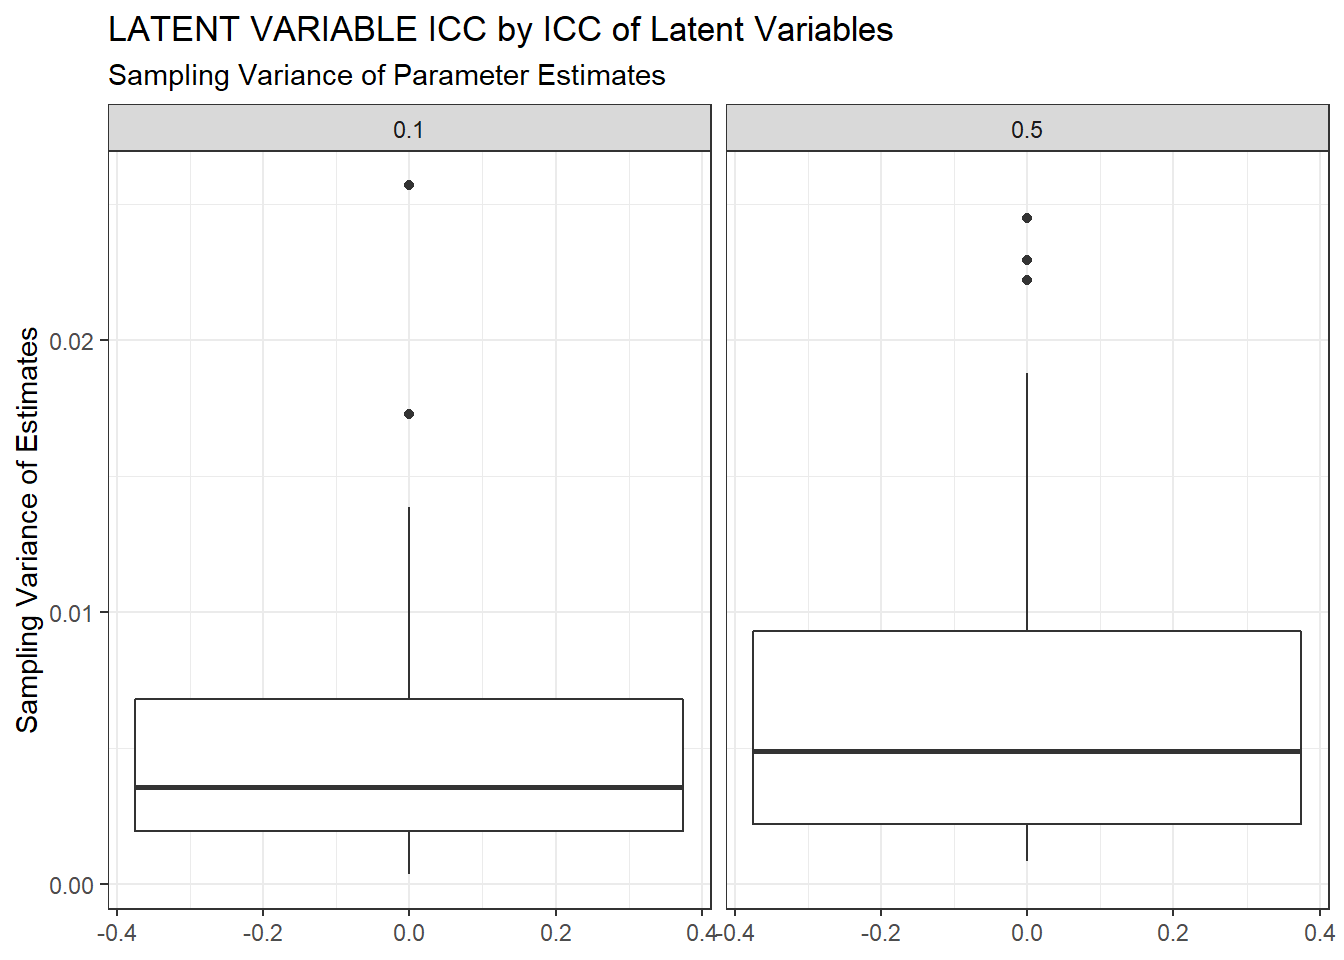 LATENT VARIABLE ICC by ICC of Latent Variables
Sampling Variance of Parameter Estimates
0.1
0.5
Sampling Variance of Estimates
0.02
0.01
0.00
-0.4 -0.2 0.0 0.2 0.4
-0.4 -0.2 0.0 0.2 0.4